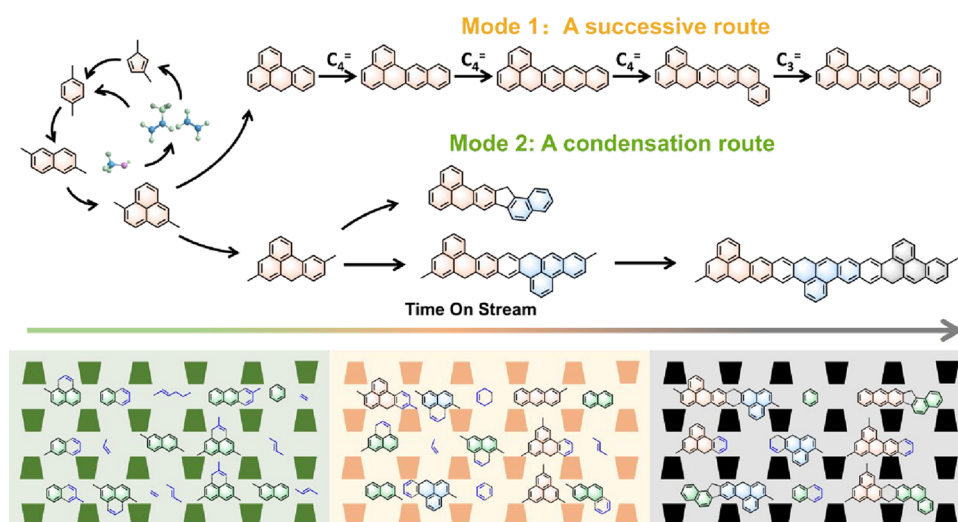 Mode 1: A successive route
C₄⁼ C₄⁼ C₄⁼ C₃⁼
Mode 2: A condensation route
Time On Stream